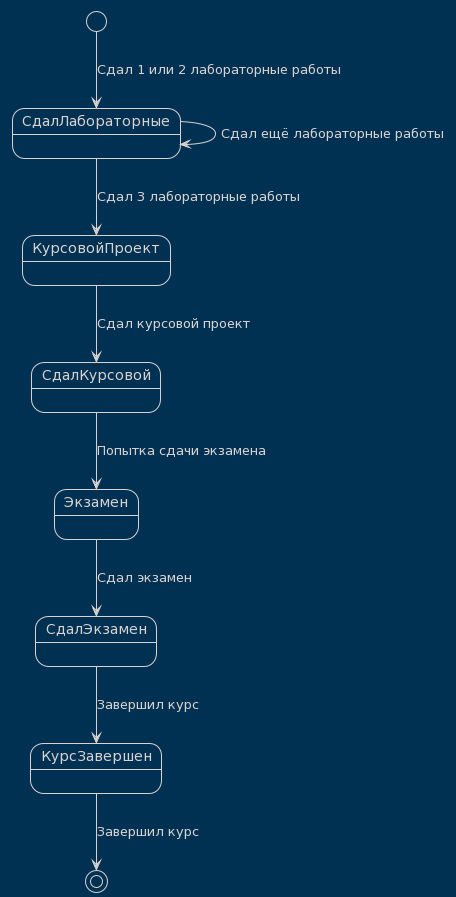 Сдал 1 или 2 лабораторные работы
СдалЛабораторные
Сдал ещё лабораторные работы
Сдал 3 лабораторные работы
КурсовойПроект
Сдал курсовой проект
СдалКурсовой
Попытка сдачи экзамена
Экзамен
Сдал экзамен
СдалЭкзамен
Завершил курс
КурсЗавершен
Завершил курс